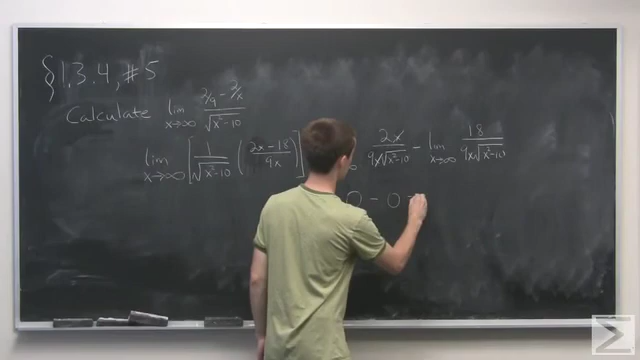 §1.3.4, #5
Calculate lim x→∞ (2/9 - 2/x)/√(x²-10)
lim x→∞ [1/√(x²-10) (2x-18)/(9x)] 2x/(9x√(x²-10)) - lim x→∞ 18/(9x√(x²-10))
0 - 0
Σ